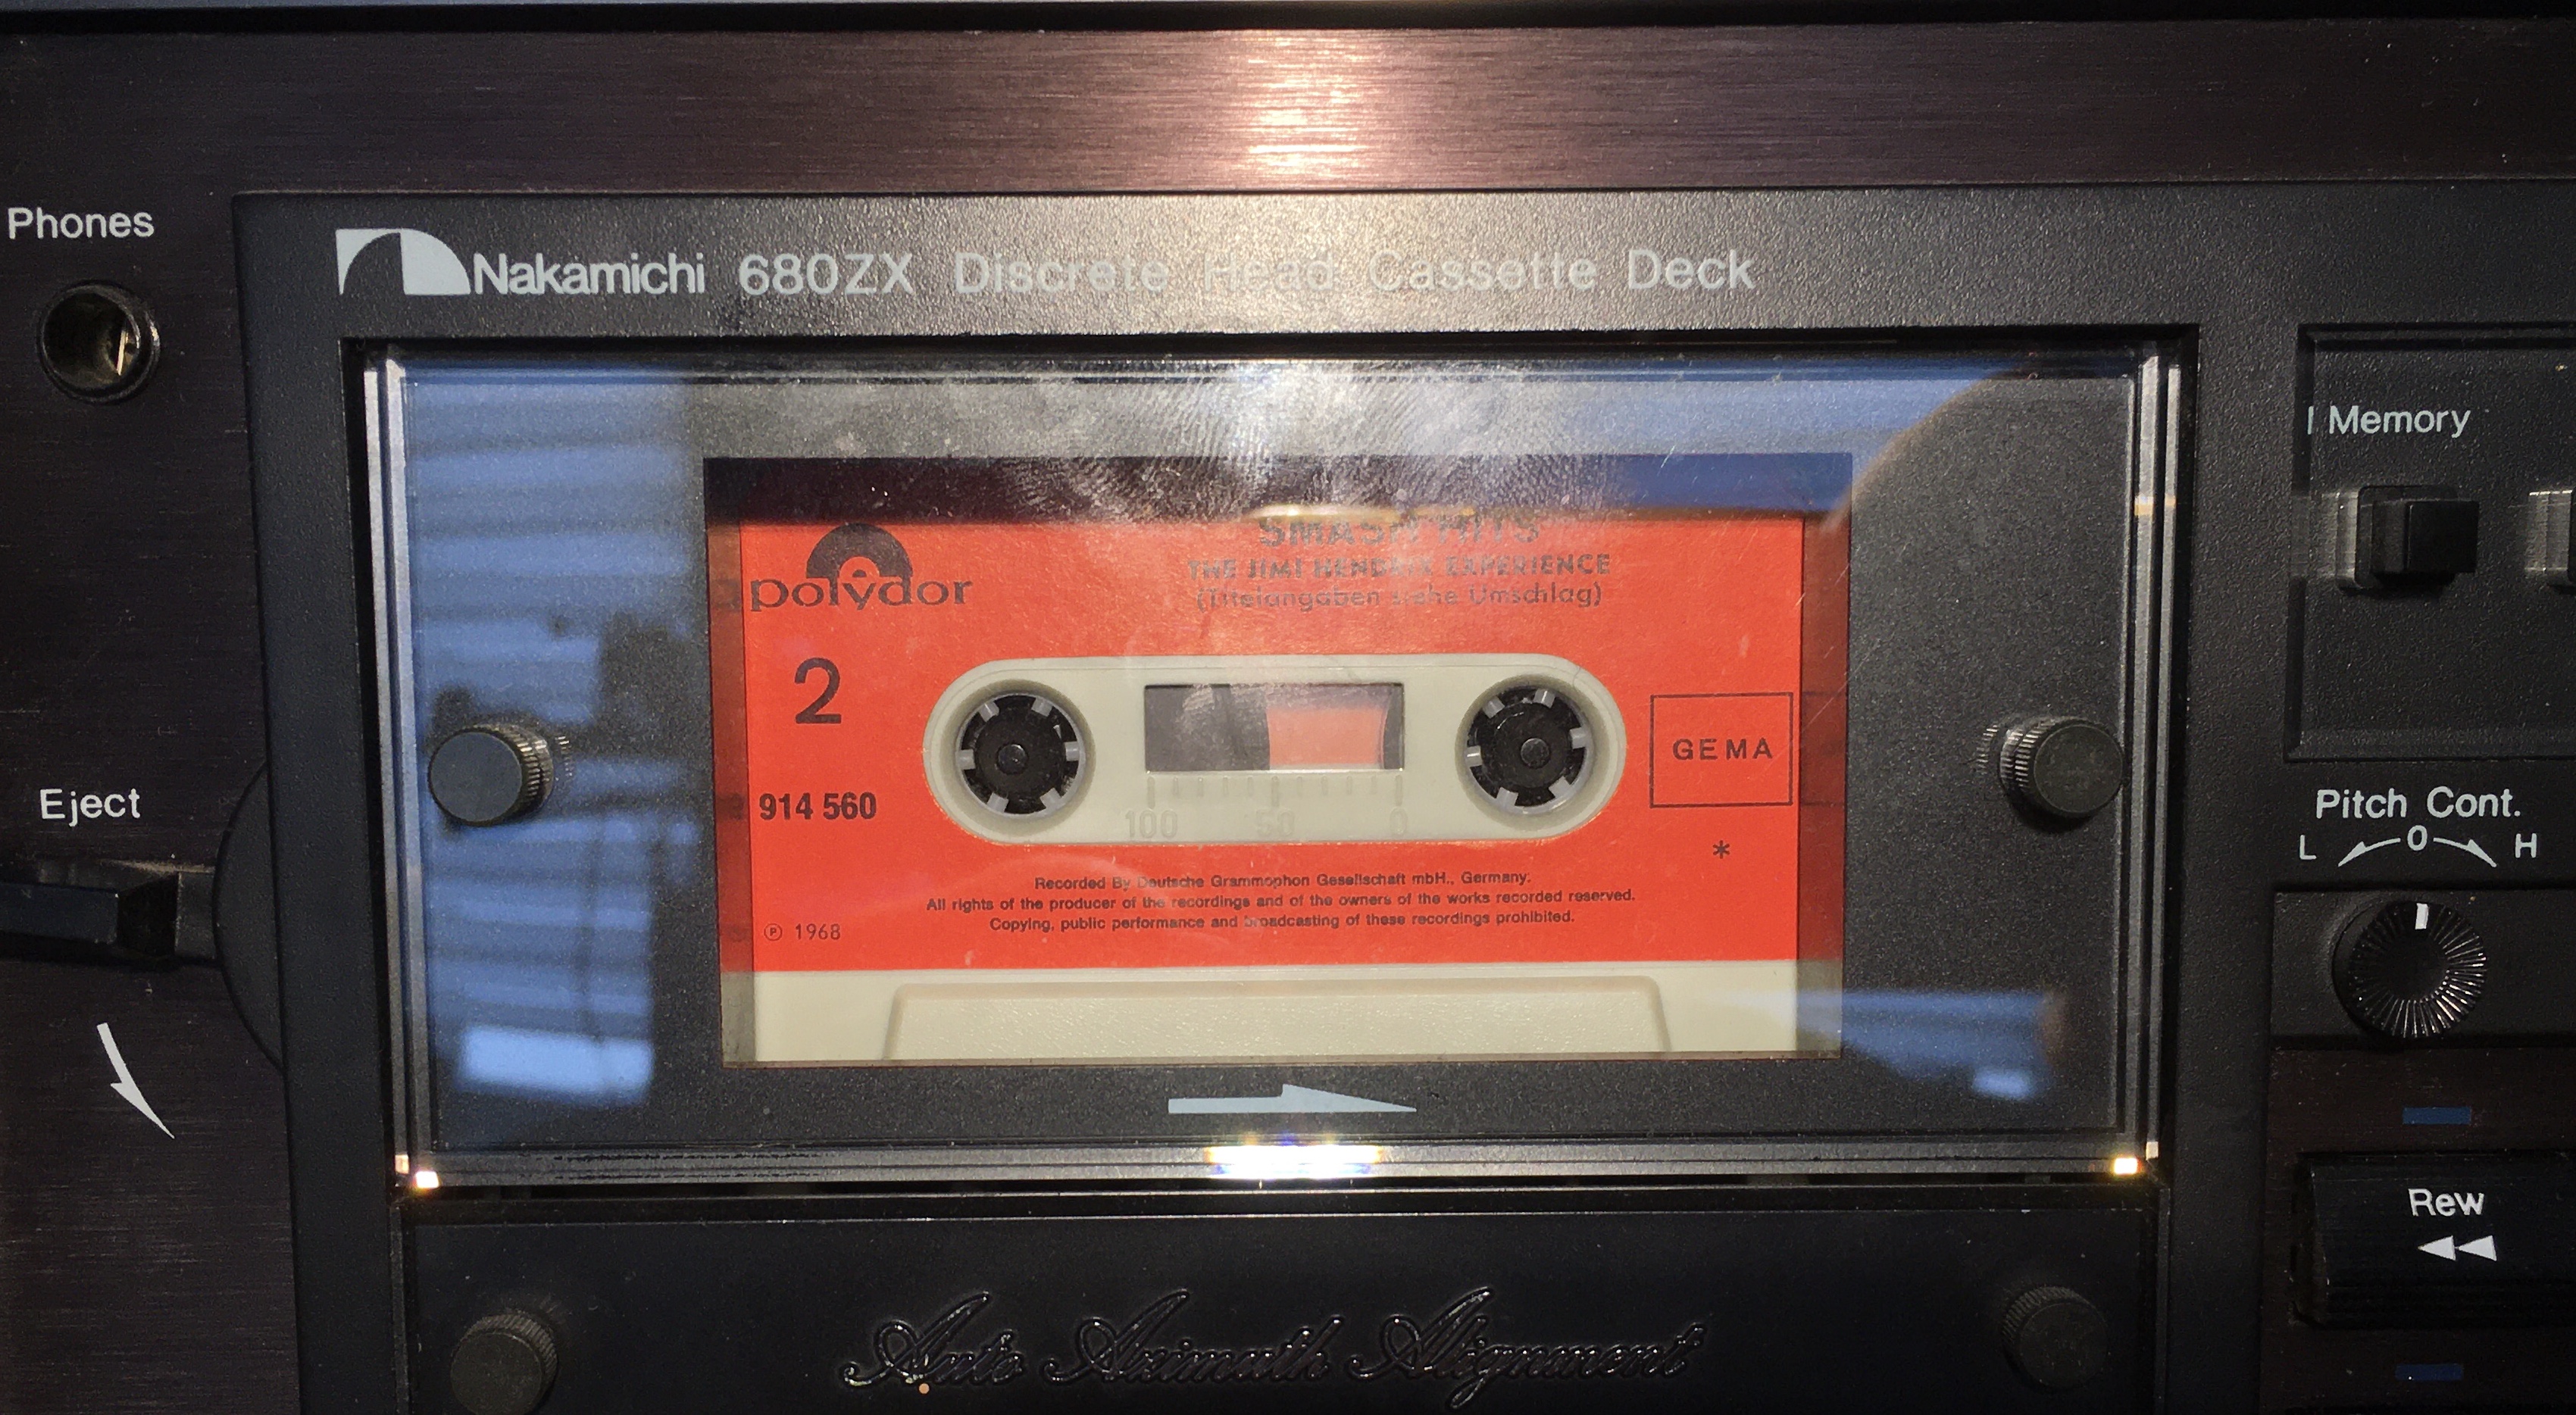 Phones
Nakamichi 680ZX Discrete Head Cassette Deck
Memory
SMASH HITS
THE JIMI HENDRIX EXPERIENCE
(Titelangaben siehe Umschlag)
polydor
2
GEMA
914 560
100 50 0
*
Recorded By Deutsche Grammophon Gesellschaft mbH., Germany.
All rights of the producer of the recordings and of the owners of the works recorded reserved.
Copying, public performance and broadcasting of these recordings prohibited.
℗ 1968
Eject
Pitch Cont.
L 0 H
Rew
Auto Azimuth Alignment